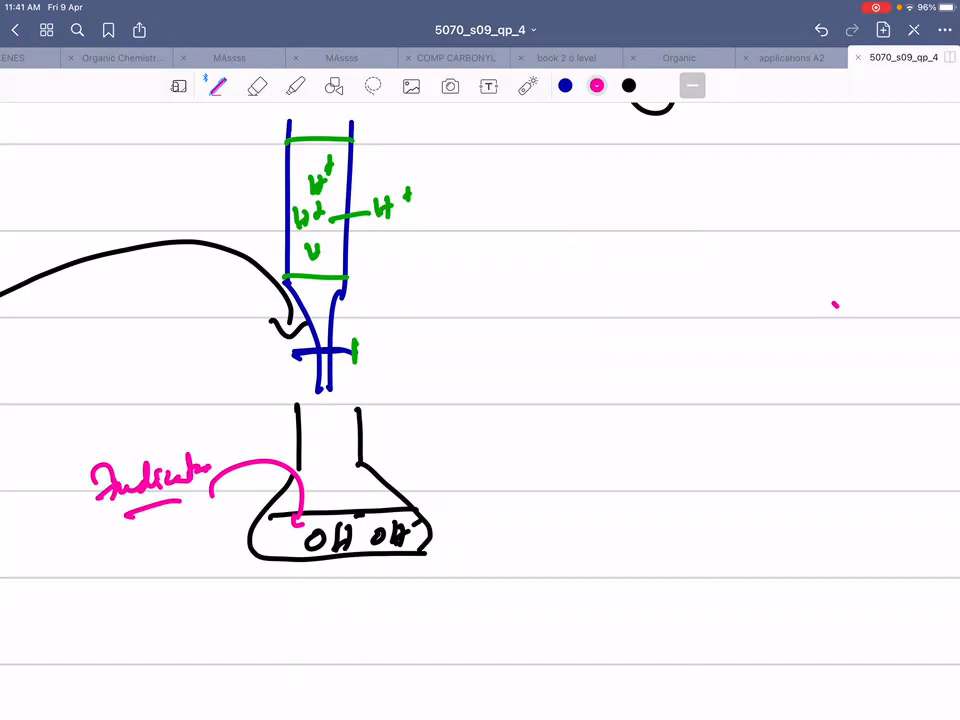 11:41 AM Fri 9 Apr
96%
5070_s09_qp_4
ENES
Organic Chemistr...
MAssss
MAssss
COMP CARBONYL
book 2 o level
Organic
applications A2
5070_s09_qp_4
T
H+
H+ H+
Indicator
OH- OH-